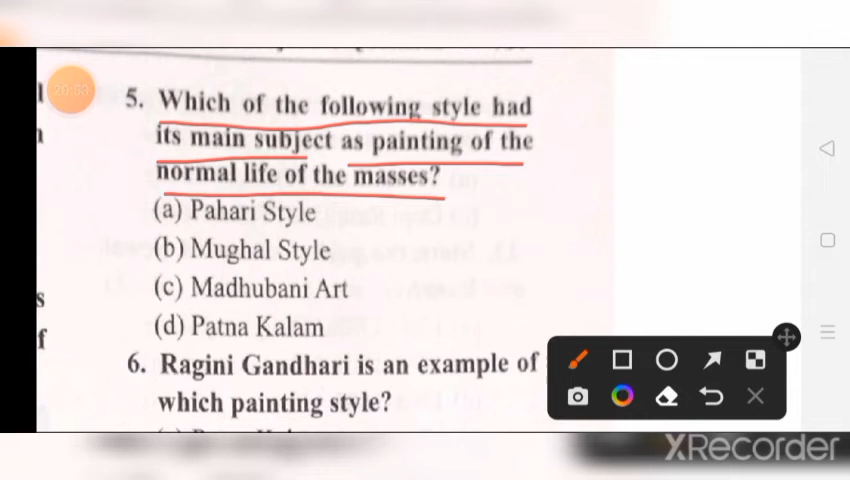 20:53
5. Which of the following style had
its main subject as painting of the
normal life of the masses?
(a) Pahari Style
(b) Mughal Style
(c) Madhubani Art
(d) Patna Kalam
6. Ragini Gandhari is an example of
which painting style?
s
f
XRecorder